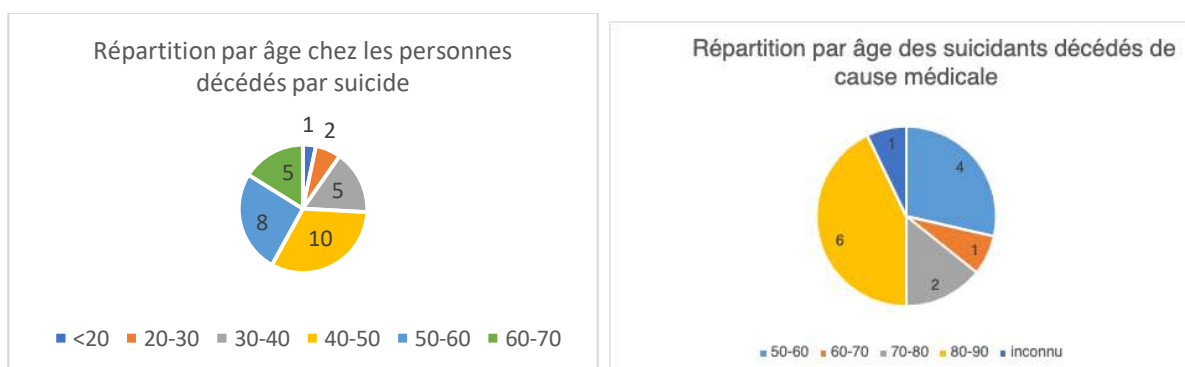 Répartition par âge chez les personnes
décédés par suicide
1
2
5
5
8
10
<20 20-30 30-40 40-50 50-60 60-70
Répartition par âge des suicidants décédés de
cause médicale
1
4
6
1
2
50-60 60-70 70-80 80-90 inconnu